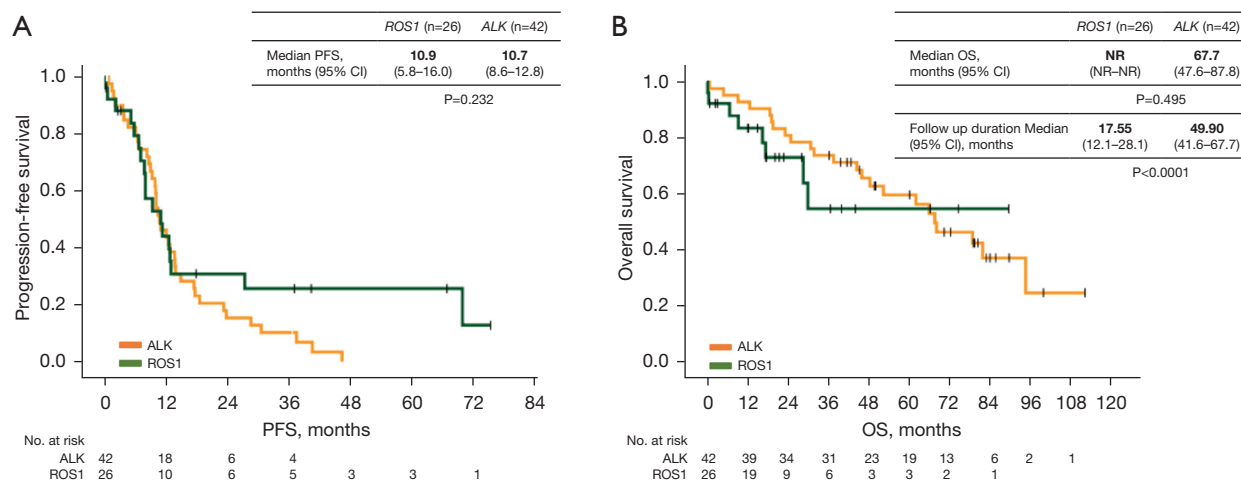 A
ROS1 (n=26) ALK (n=42)
Median PFS, months (95% CI) 10.9 (5.8–16.0) 10.7 (8.6–12.8)
P=0.232
Progression-free survival
1.0
0.8
0.6
0.4
0.2
0.0
ALK
ROS1
0 12 24 36 48 60 72 84
PFS, months
No. at risk
ALK 42 18 6 4
ROS1 26 10 6 5 3 3 1
B
ROS1 (n=26) ALK (n=42)
Median OS, months (95% CI) NR (NR–NR) 67.7 (47.6–87.8)
P=0.495
Follow up duration Median (95% CI), months 17.55 (12.1–28.1) 49.90 (41.6–67.7)
P<0.0001
Overall survival
1.0
0.8
0.6
0.4
0.2
0.0
ALK
ROS1
0 12 24 36 48 60 72 84 96 108 120
OS, months
No. at risk
ALK 42 39 34 31 23 19 13 6 2 1
ROS1 26 19 9 6 3 3 2 1